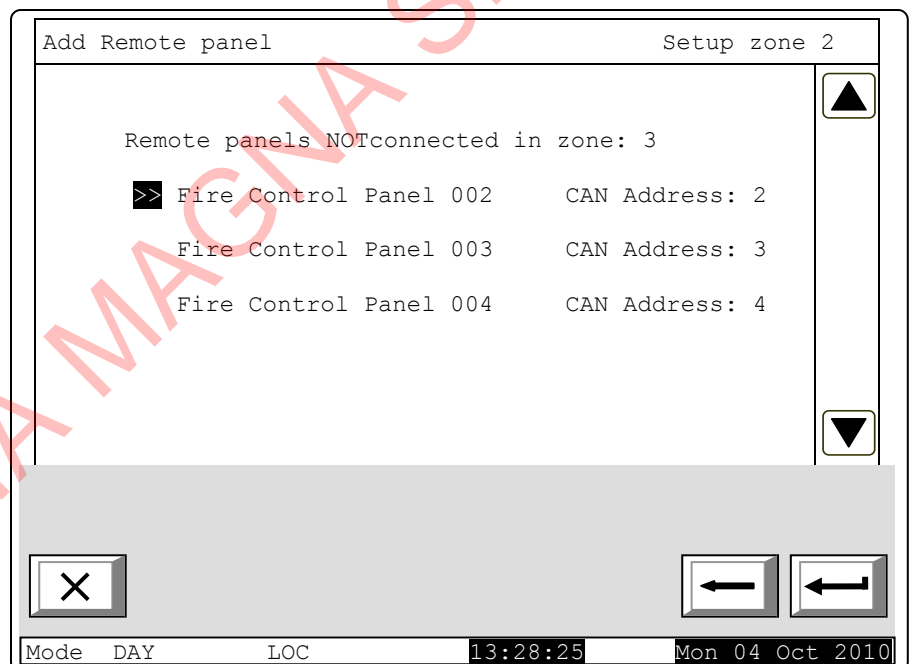 Add Remote panel Setup zone 2
Remote panels NOTconnected in zone: 3
>> Fire Control Panel 002 CAN Address: 2
Fire Control Panel 003 CAN Address: 3
Fire Control Panel 004 CAN Address: 4
Mode DAY LOC 13:28:25 Mon 04 Oct 2010
MAGNA